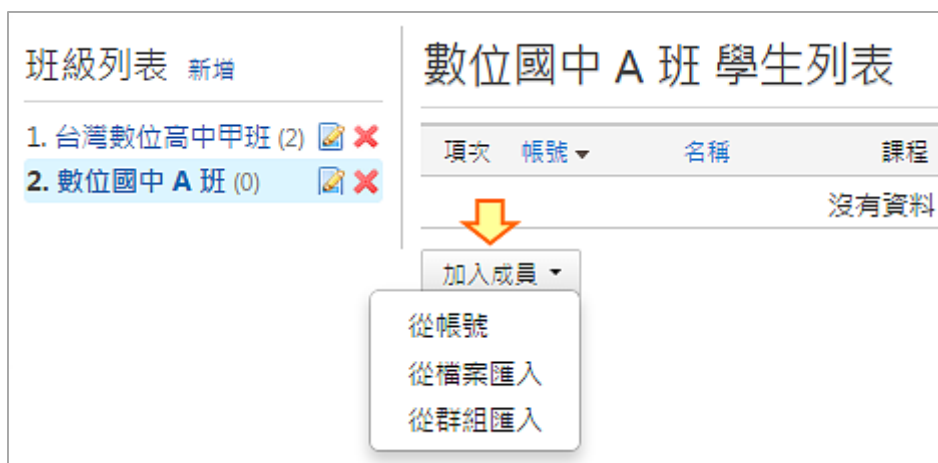 班級列表 新增
1. 台灣數位高中甲班 (2)
2. 數位國中 A 班 (0)
數位國中 A 班 學生列表
項次 帳號 名稱 課程
沒有資料
加入成員
從帳號
從檔案匯入
從群組匯入